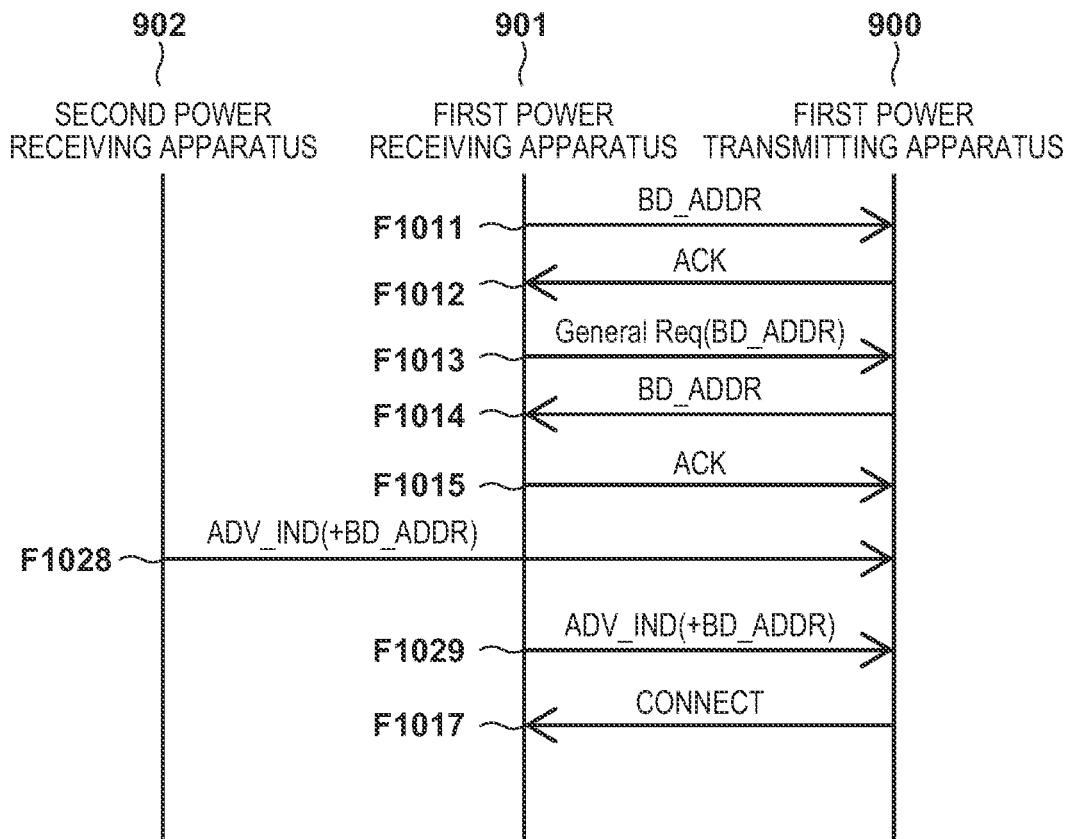 902
901
900
SECOND POWER
RECEIVING APPARATUS
FIRST POWER
RECEIVING APPARATUS
FIRST POWER
TRANSMITTING APPARATUS
BD_ADDR
F1011
ACK
F1012
General Req(BD_ADDR)
F1013
BD_ADDR
F1014
ACK
F1015
ADV_IND(+BD_ADDR)
F1028
ADV_IND(+BD_ADDR)
F1029
CONNECT
F1017